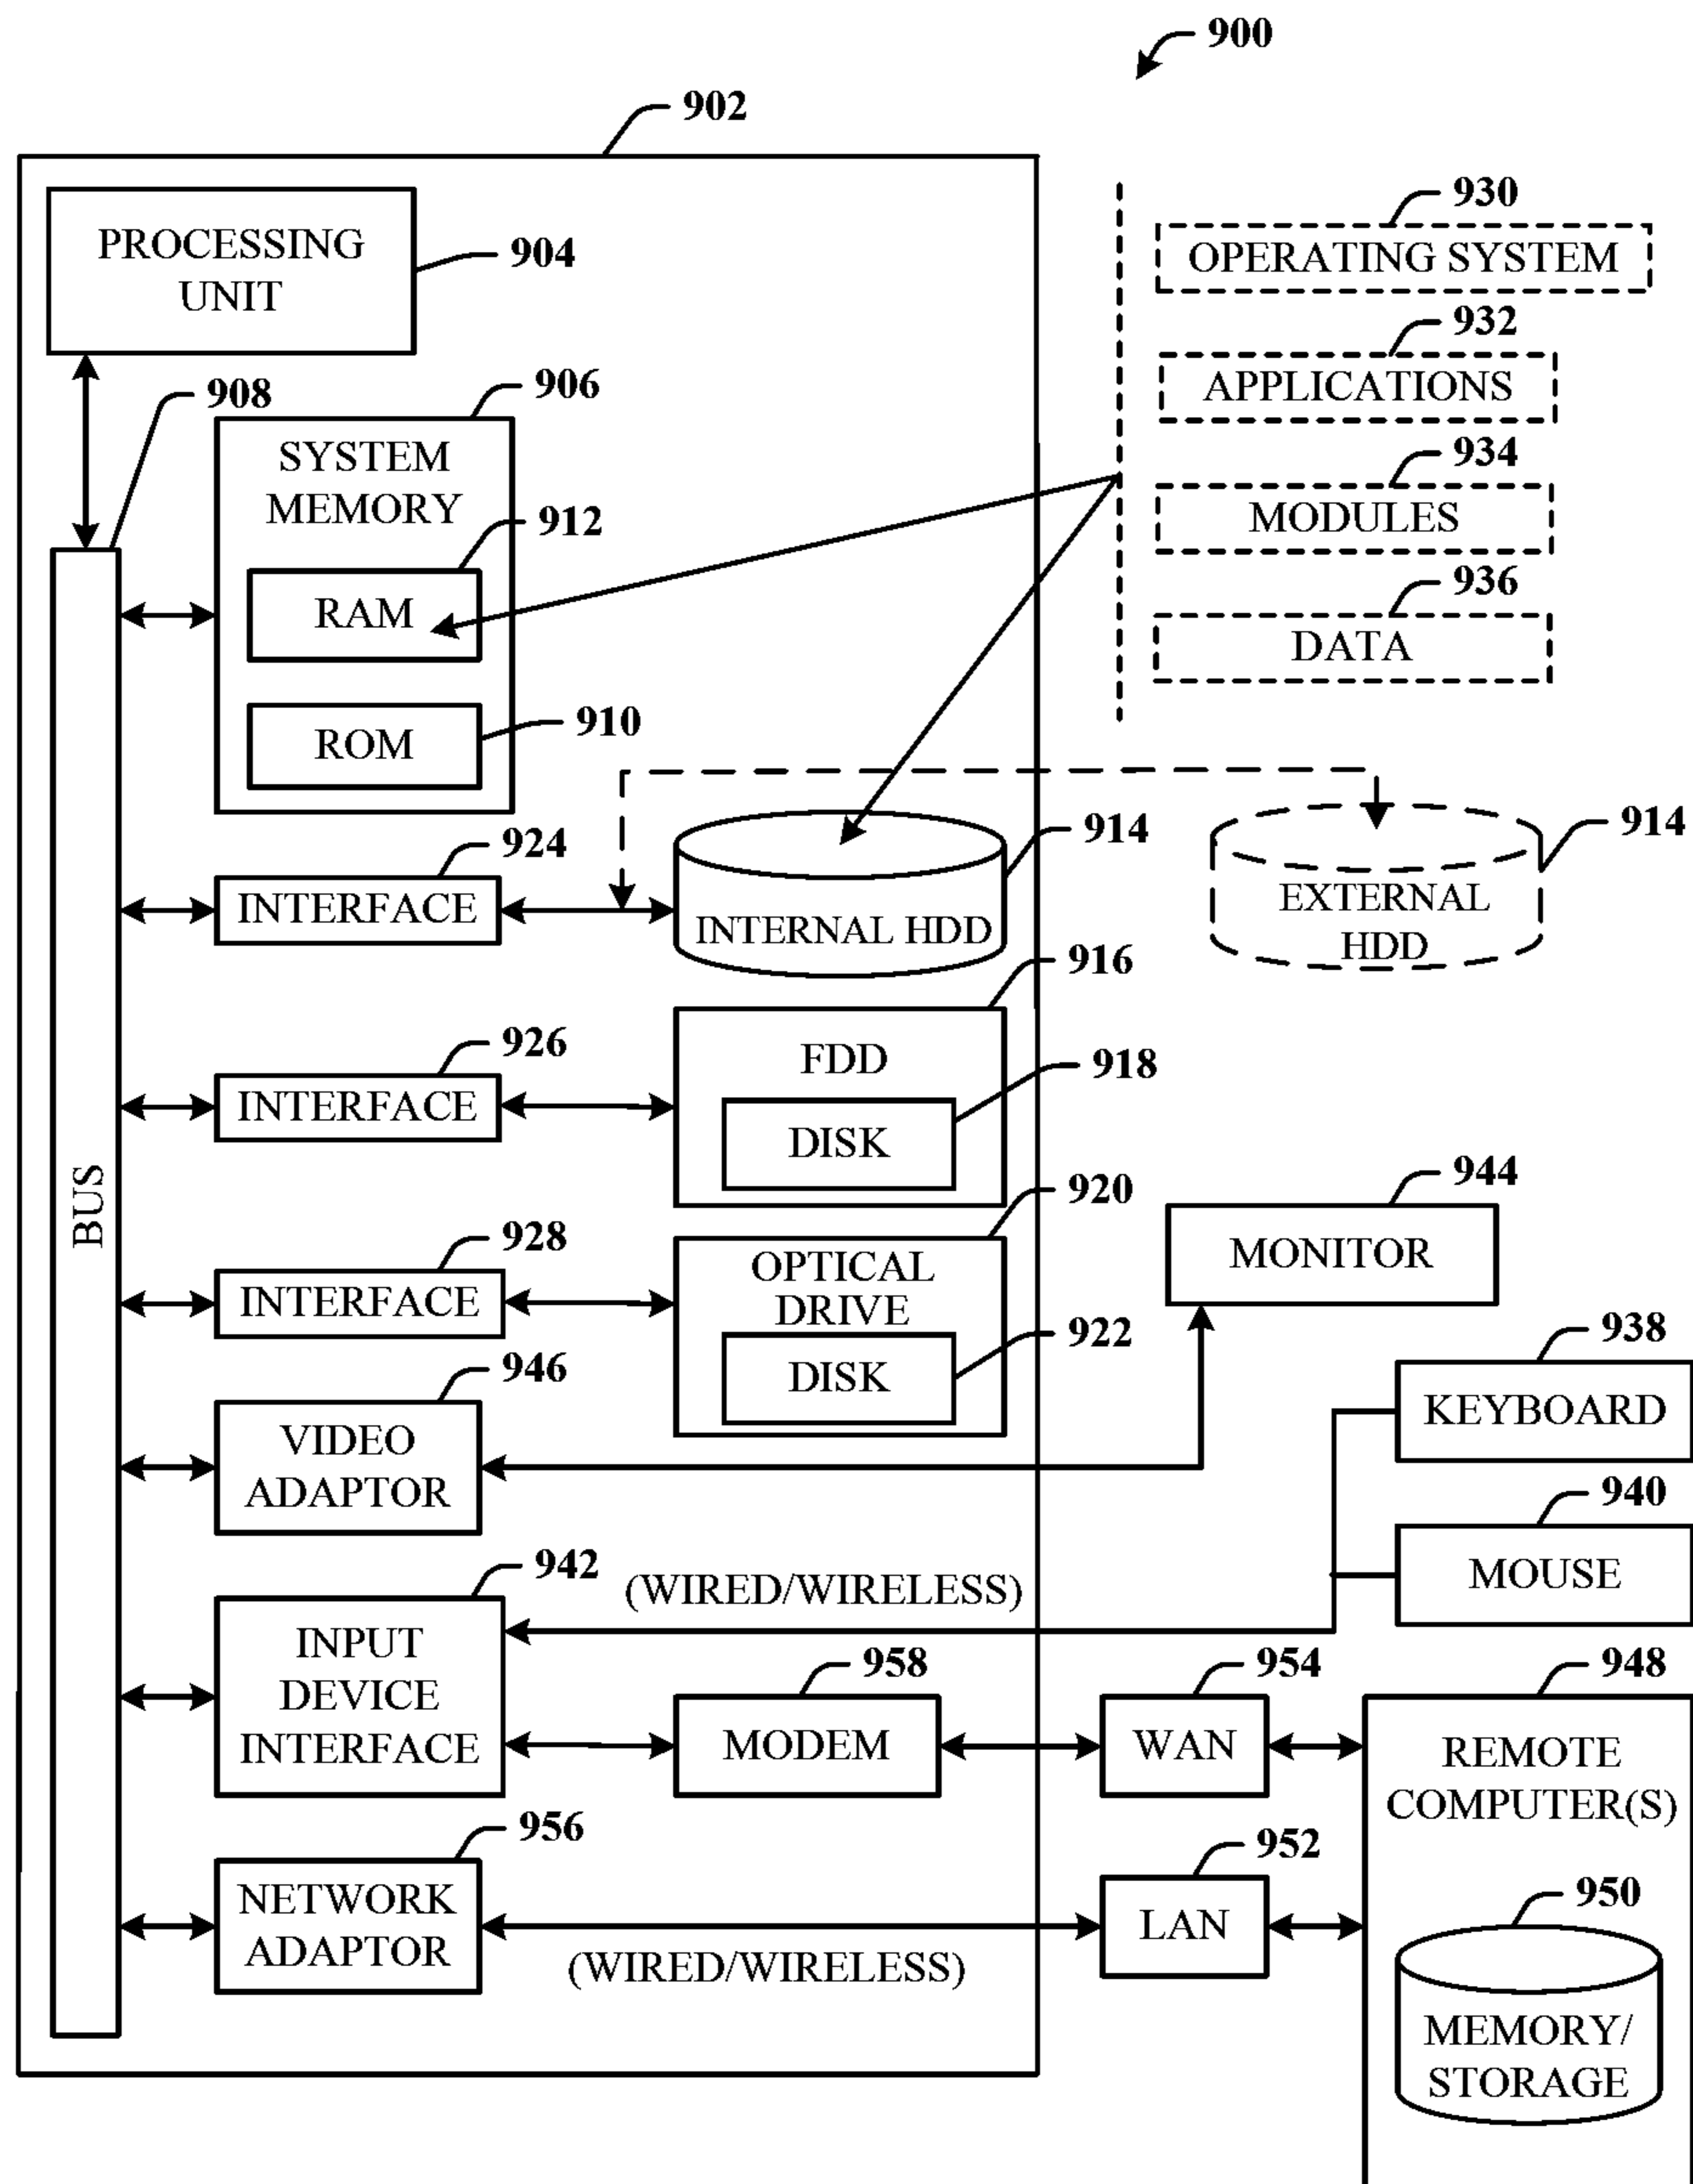 900
902
PROCESSING
UNIT
904
930
OPERATING SYSTEM
932
APPLICATIONS
934
MODULES
936
DATA
908
906
SYSTEM
MEMORY
912
RAM
910
ROM
924
INTERFACE
914
INTERNAL HDD
914
EXTERNAL
HDD
916
926
INTERFACE
FDD
918
DISK
BUS
920
928
INTERFACE
OPTICAL
DRIVE
922
DISK
944
MONITOR
946
VIDEO
ADAPTOR
938
KEYBOARD
940
MOUSE
942
(WIRED/WIRELESS)
INPUT
DEVICE
INTERFACE
958
MODEM
954
WAN
948
REMOTE
COMPUTER(S)
956
NETWORK
ADAPTOR
(WIRED/WIRELESS)
952
LAN
950
MEMORY/
STORAGE